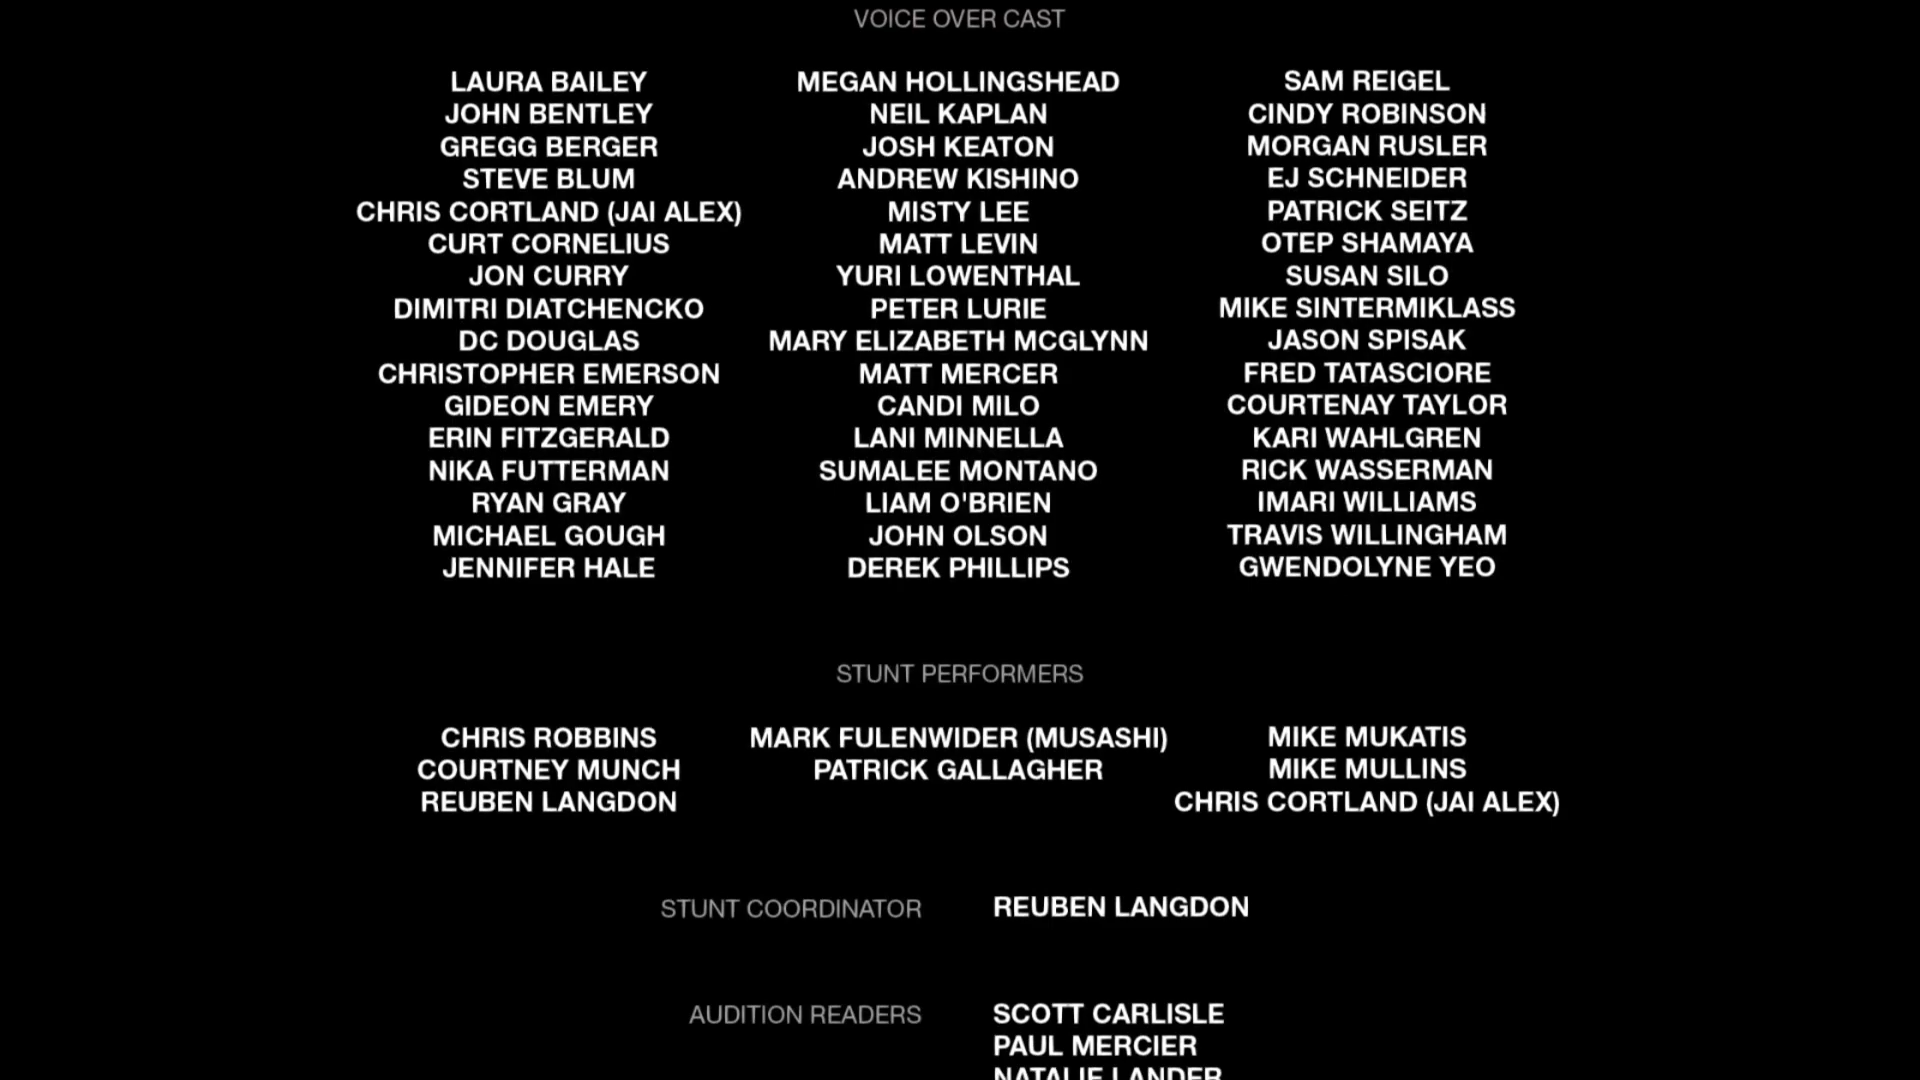 VOICE OVER CAST
LAURA BAILEY
JOHN BENTLEY
GREGG BERGER
STEVE BLUM
CHRIS CORTLAND (JAI ALEX)
CURT CORNELIUS
JON CURRY
DIMITRI DIATCHENCKO
DC DOUGLAS
CHRISTOPHER EMERSON
GIDEON EMERY
ERIN FITZGERALD
NIKA FUTTERMAN
RYAN GRAY
MICHAEL GOUGH
JENNIFER HALE
MEGAN HOLLINGSHEAD
NEIL KAPLAN
JOSH KEATON
ANDREW KISHINO
MISTY LEE
MATT LEVIN
YURI LOWENTHAL
PETER LURIE
MARY ELIZABETH MCGLYNN
MATT MERCER
CANDI MILO
LANI MINNELLA
SUMALEE MONTANO
LIAM O'BRIEN
JOHN OLSON
DEREK PHILLIPS
SAM REIGEL
CINDY ROBINSON
MORGAN RUSLER
EJ SCHNEIDER
PATRICK SEITZ
OTEP SHAMAYA
SUSAN SILO
MIKE SINTERMIKLASS
JASON SPISAK
FRED TATASCIORE
COURTENAY TAYLOR
KARI WAHLGREN
RICK WASSERMAN
IMARI WILLIAMS
TRAVIS WILLINGHAM
GWENDOLYNE YEO
STUNT PERFORMERS
CHRIS ROBBINS
COURTNEY MUNCH
REUBEN LANGDON
MARK FULENWIDER (MUSASHI)
PATRICK GALLAGHER
MIKE MUKATIS
MIKE MULLINS
CHRIS CORTLAND (JAI ALEX)
STUNT COORDINATOR REUBEN LANGDON
AUDITION READERS SCOTT CARLISLE
PAUL MERCIER
NATALIE LANDER